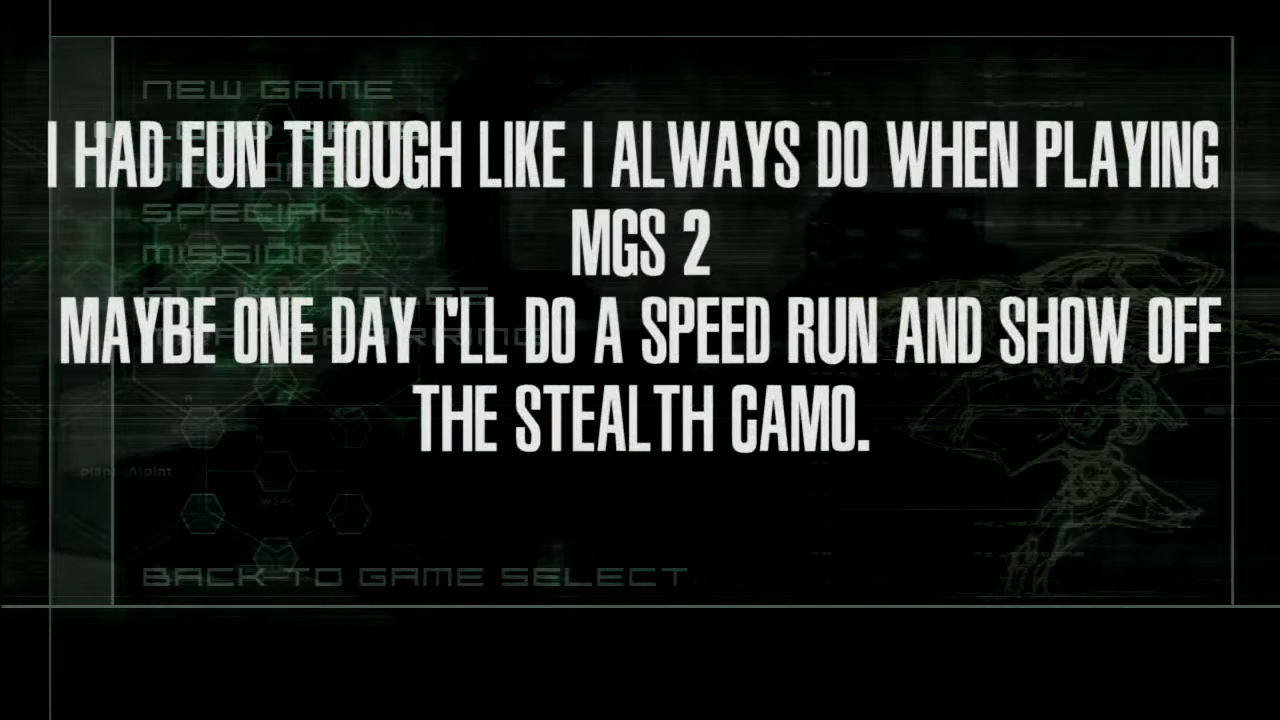 NEW GAME
I HAD FUN THOUGH LIKE I ALWAYS DO WHEN PLAYING
MGS 2
SPECIAL
MISSIONS
MAYBE ONE DAY I'LL DO A SPEED RUN AND SHOW OFF
THE STEALTH CAMO.
BACK TO GAME SELECT